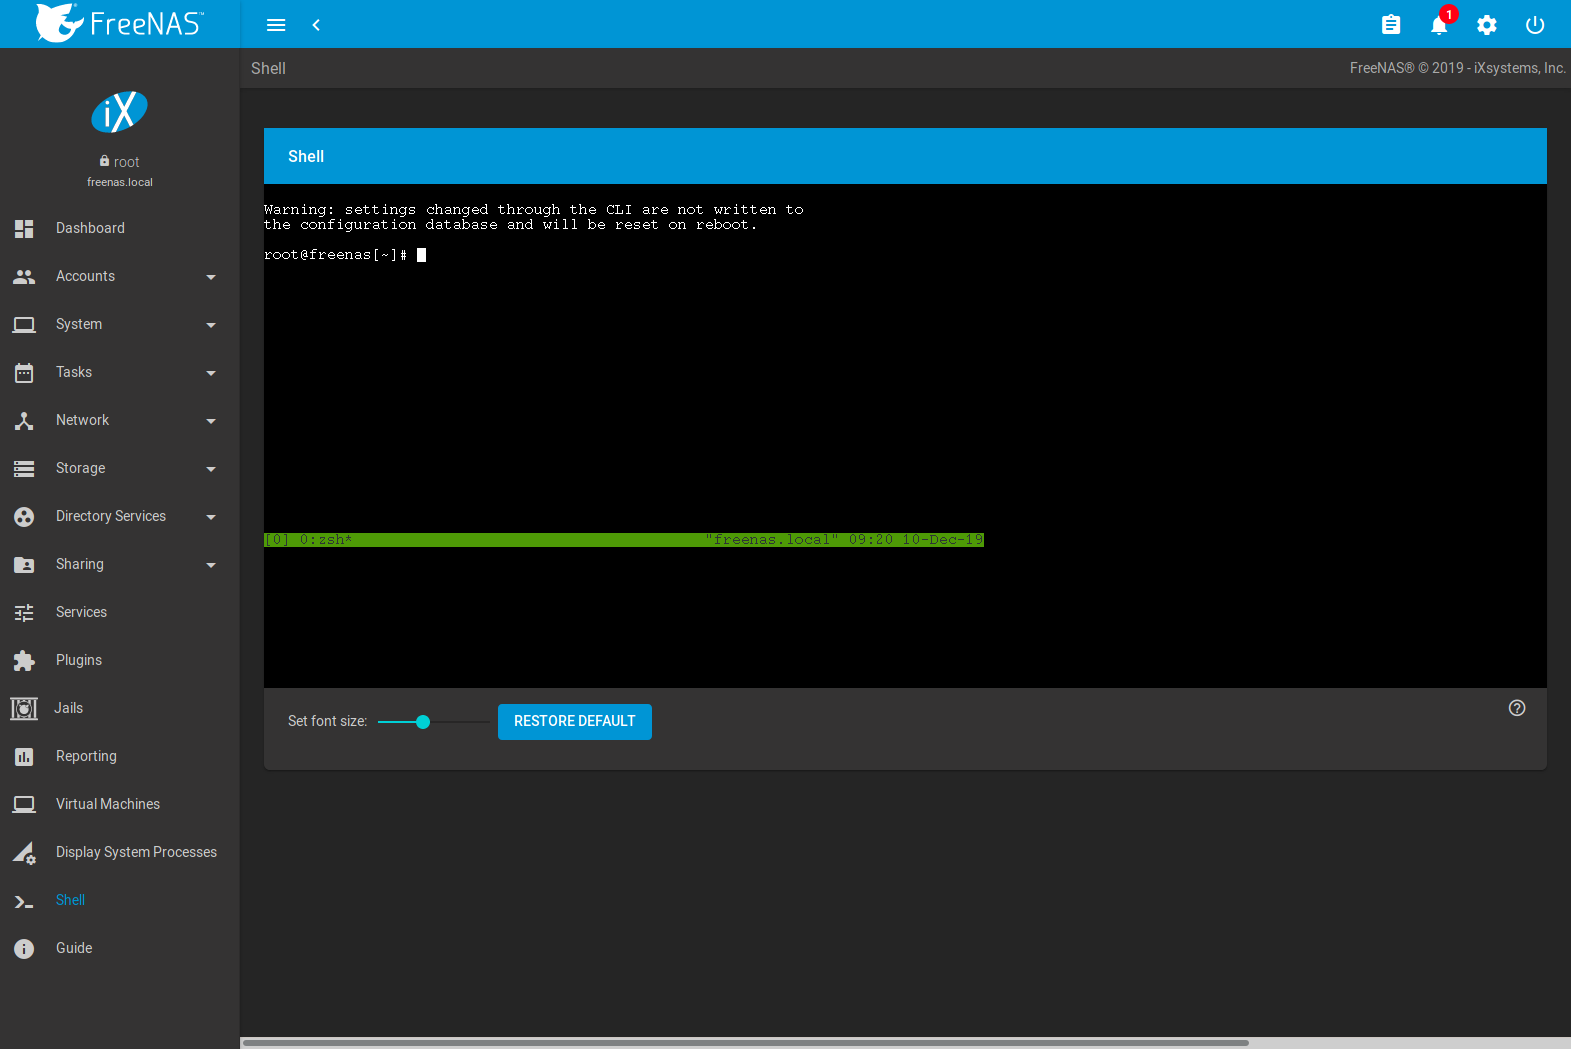 FreeNAS™
1
Shell
FreeNAS® © 2019 - iXsystems, Inc.
iX
root
freenas.local
Dashboard
Accounts
System
Tasks
Network
Storage
Directory Services
Sharing
Services
Plugins
Jails
Reporting
Virtual Machines
Display System Processes
Shell
Guide
Shell
Warning: settings changed through the CLI are not written to
the configuration database and will be reset on reboot.
root@freenas[~]#
[0] 0:zsh* "freenas.local" 09:20 10-Dec-19
Set font size:
RESTORE DEFAULT